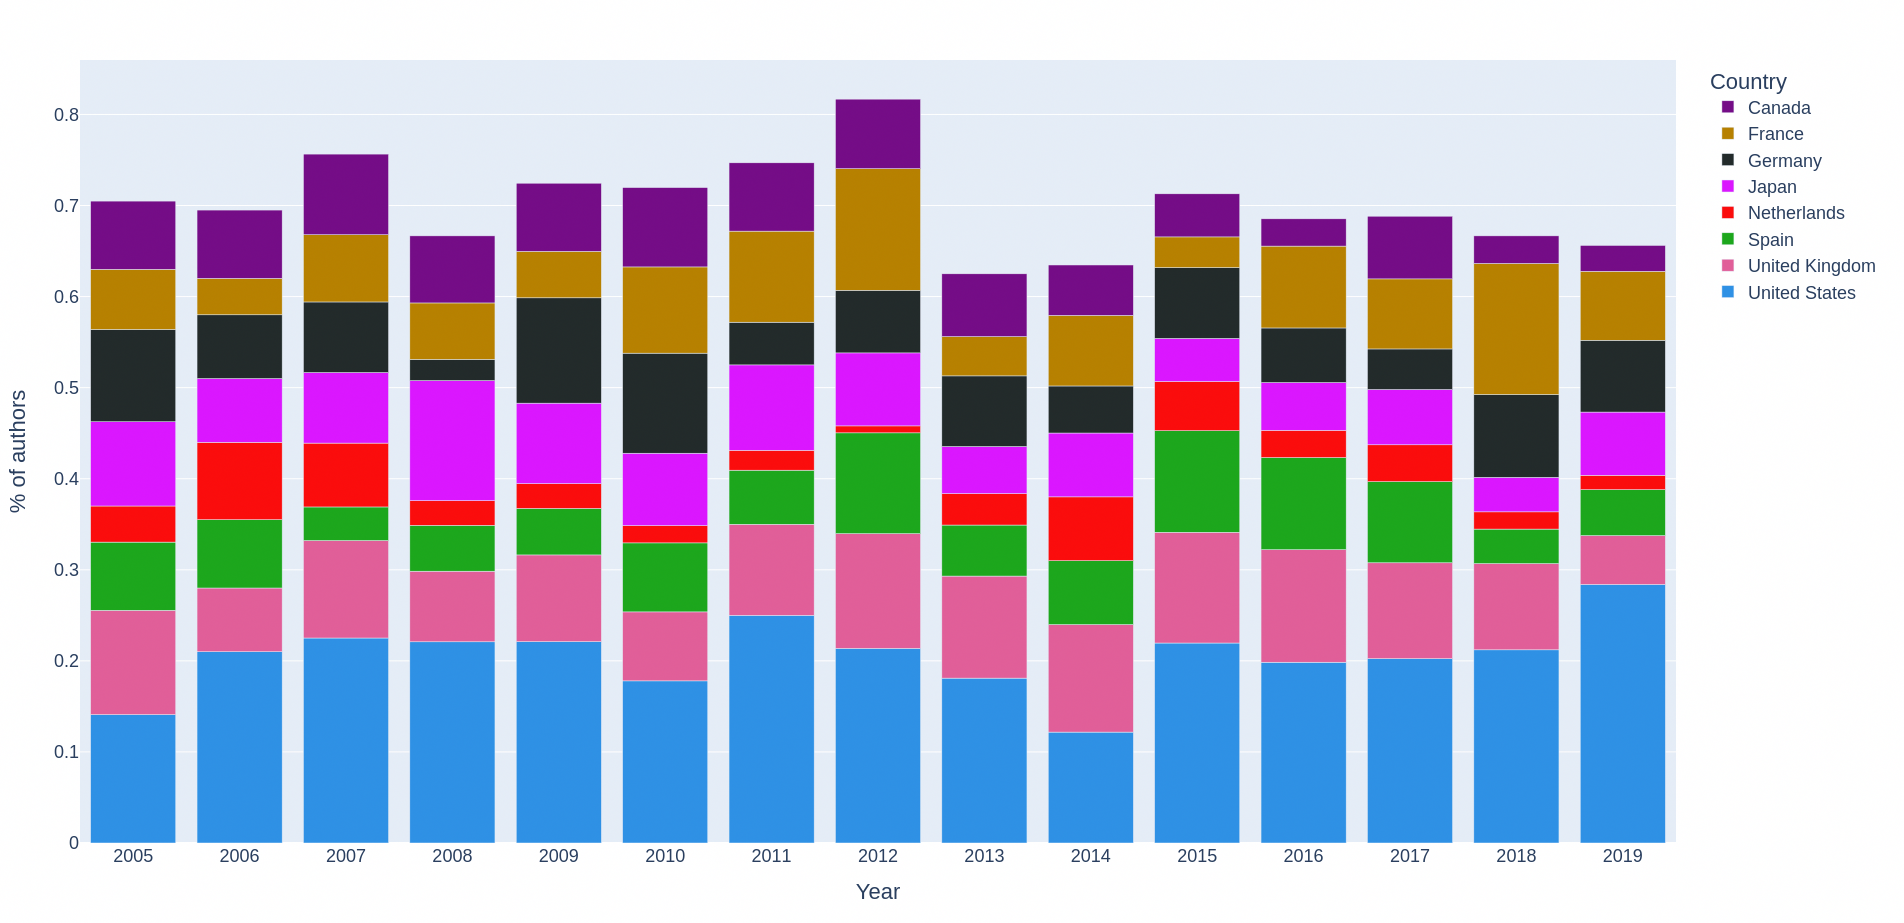 Country
Canada
France
Germany
Japan
Netherlands
Spain
United Kingdom
United States
% of authors
0.8
0.7
0.6
0.5
0.4
0.3
0.2
0.1
0
2005 2006 2007 2008 2009 2010 2011 2012 2013 2014 2015 2016 2017 2018 2019
Year